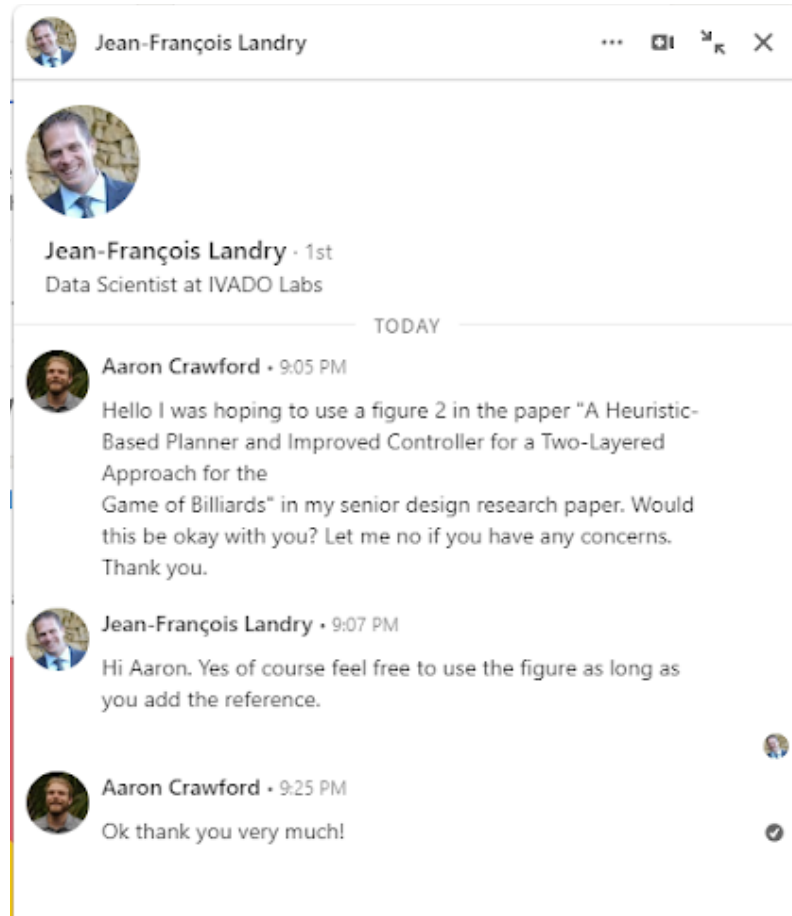 Jean-François Landry
Jean-François Landry · 1st
Data Scientist at IVADO Labs
TODAY
Aaron Crawford • 9:05 PM
Hello I was hoping to use a figure 2 in the paper "A Heuristic-
Based Planner and Improved Controller for a Two-Layered
Approach for the
Game of Billiards" in my senior design research paper. Would
this be okay with you? Let me no if you have any concerns.
Thank you.
Jean-François Landry • 9:07 PM
Hi Aaron. Yes of course feel free to use the figure as long as
you add the reference.
Aaron Crawford • 9:25 PM
Ok thank you very much!